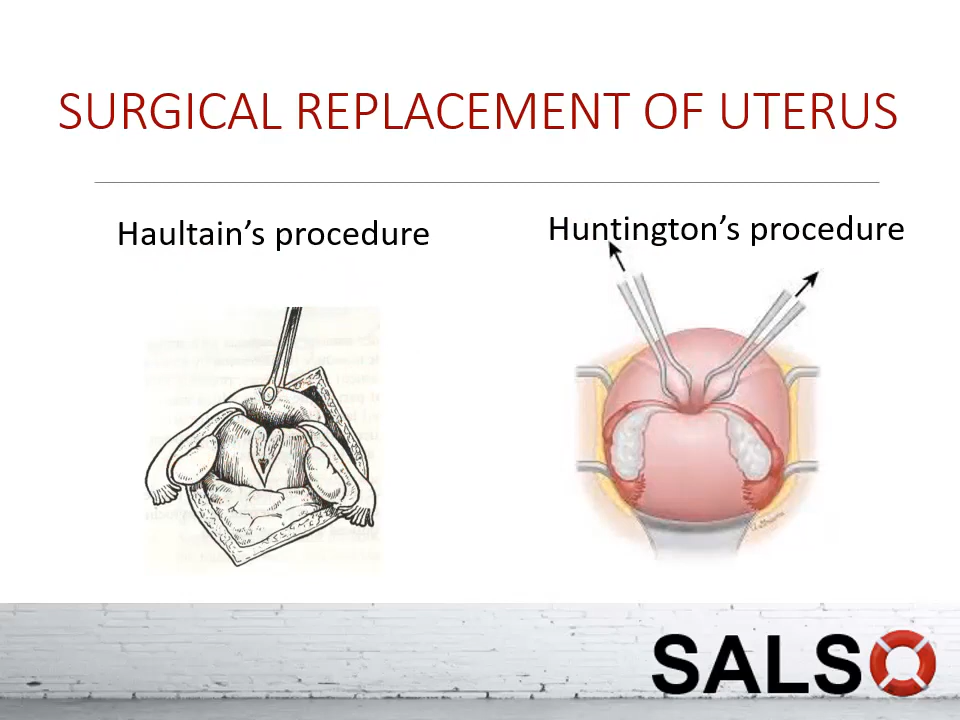 SURGICAL REPLACEMENT OF UTERUS
Haultain’s procedure
Huntington’s procedure
SALSO